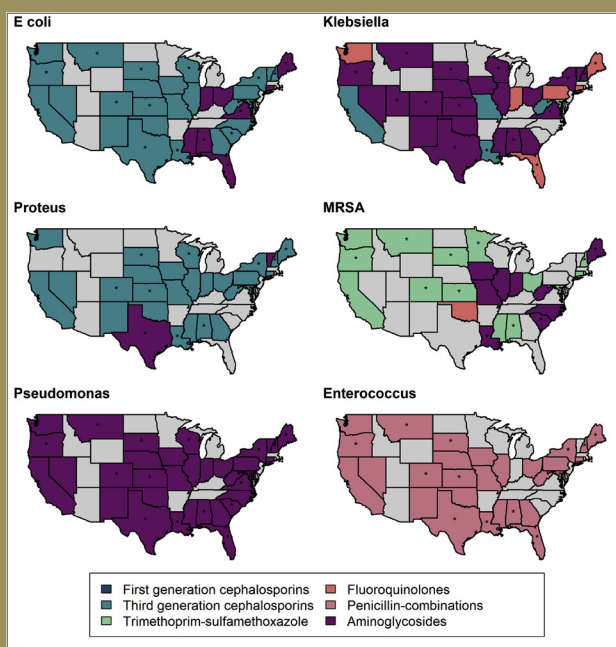 E coli
Klebsiella
Proteus
MRSA
Pseudomonas
Enterococcus
First generation cephalosporins
Third generation cephalosporins
Trimethoprim-sulfamethoxazole
Fluoroquinolones
Penicillin-combinations
Aminoglycosides